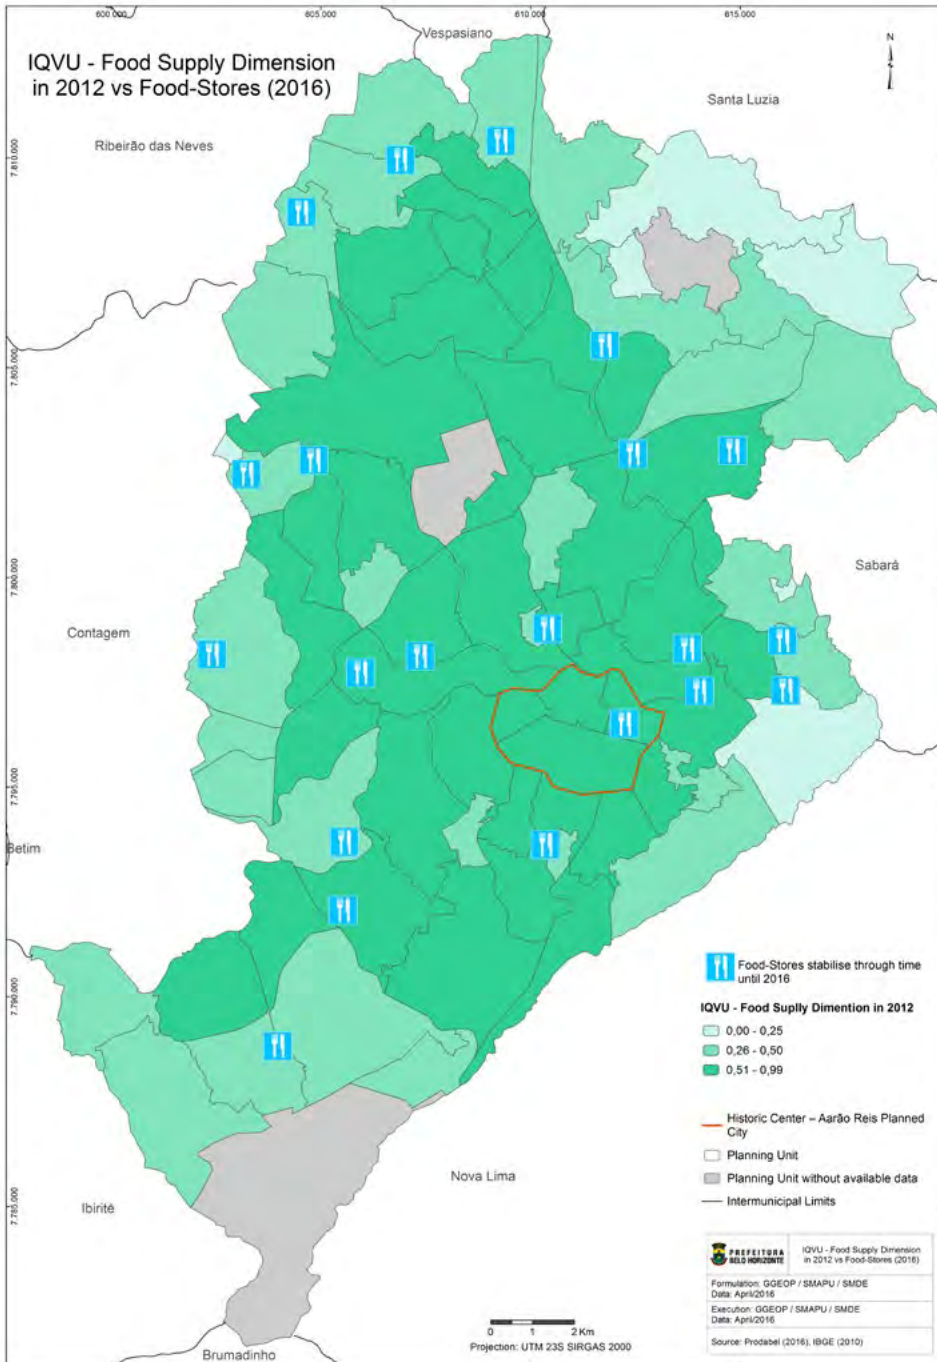 600.000
605.000
610.000
615.000
Vespasiano
N
IQVU - Food Supply Dimension
in 2012 vs Food-Stores (2016)
Santa Luzia
Ribeirão das Neves
7.810.000
7.805.000
7.800.000
Sabará
Contagem
7.795.000
Betim
7.790.000
Food-Stores stabilise through time
until 2016
IQVU - Food Suplly Dimention in 2012
0,00 - 0,25
0,26 - 0,50
0,51 - 0,99
Historic Center – Aarão Reis Planned
City
Planning Unit
Planning Unit without available data
Intermunicipal Limits
Nova Lima
Ibirité
7.785.000
PREFEITURA
BELO HORIZONTE
IQVU - Food Supply Dimension
in 2012 vs Food-Stores (2016)
Formulation: GGEOP / SMAPU / SMDE
Data: April/2016
Execution: GGEOP / SMAPU / SMDE
Data: April/2016
Source: Prodabel (2016), IBGE (2010)
0 1 2 Km
Projection: UTM 23S SIRGAS 2000
Brumadinho